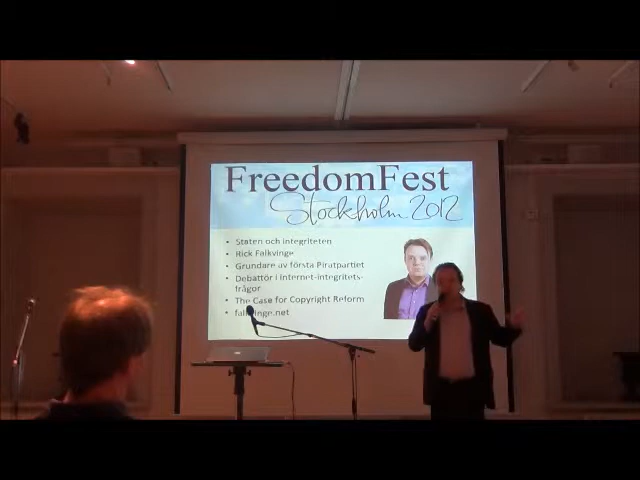 FreedomFest
Stockholm 2012
• Staten och integriteten
• Rick Falkvinge
• Grundare av första Piratpartiet
• Debattör i Internet-integritets-
frågor
• The Case for Copyright Reform
• falkvinge.net